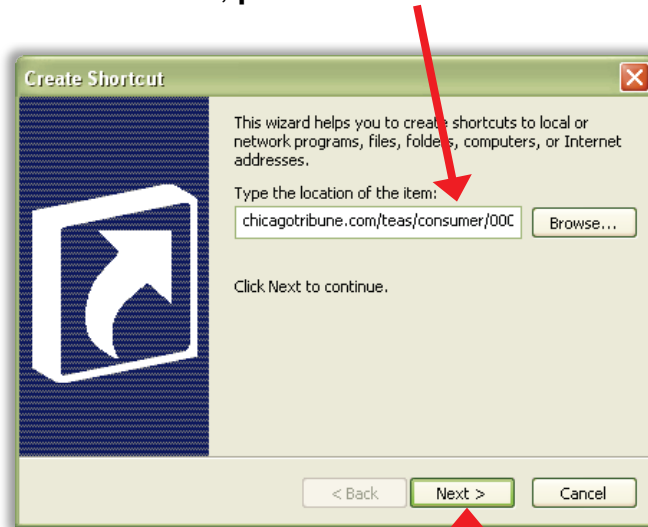 Create Shortcut
This wizard helps you to create shortcuts to local or
network programs, files, folders, computers, or Internet
addresses.
Type the location of the item:
chicagotribune.com/teas/consumer/00C
Browse...
Click Next to continue.
< Back
Next >
Cancel